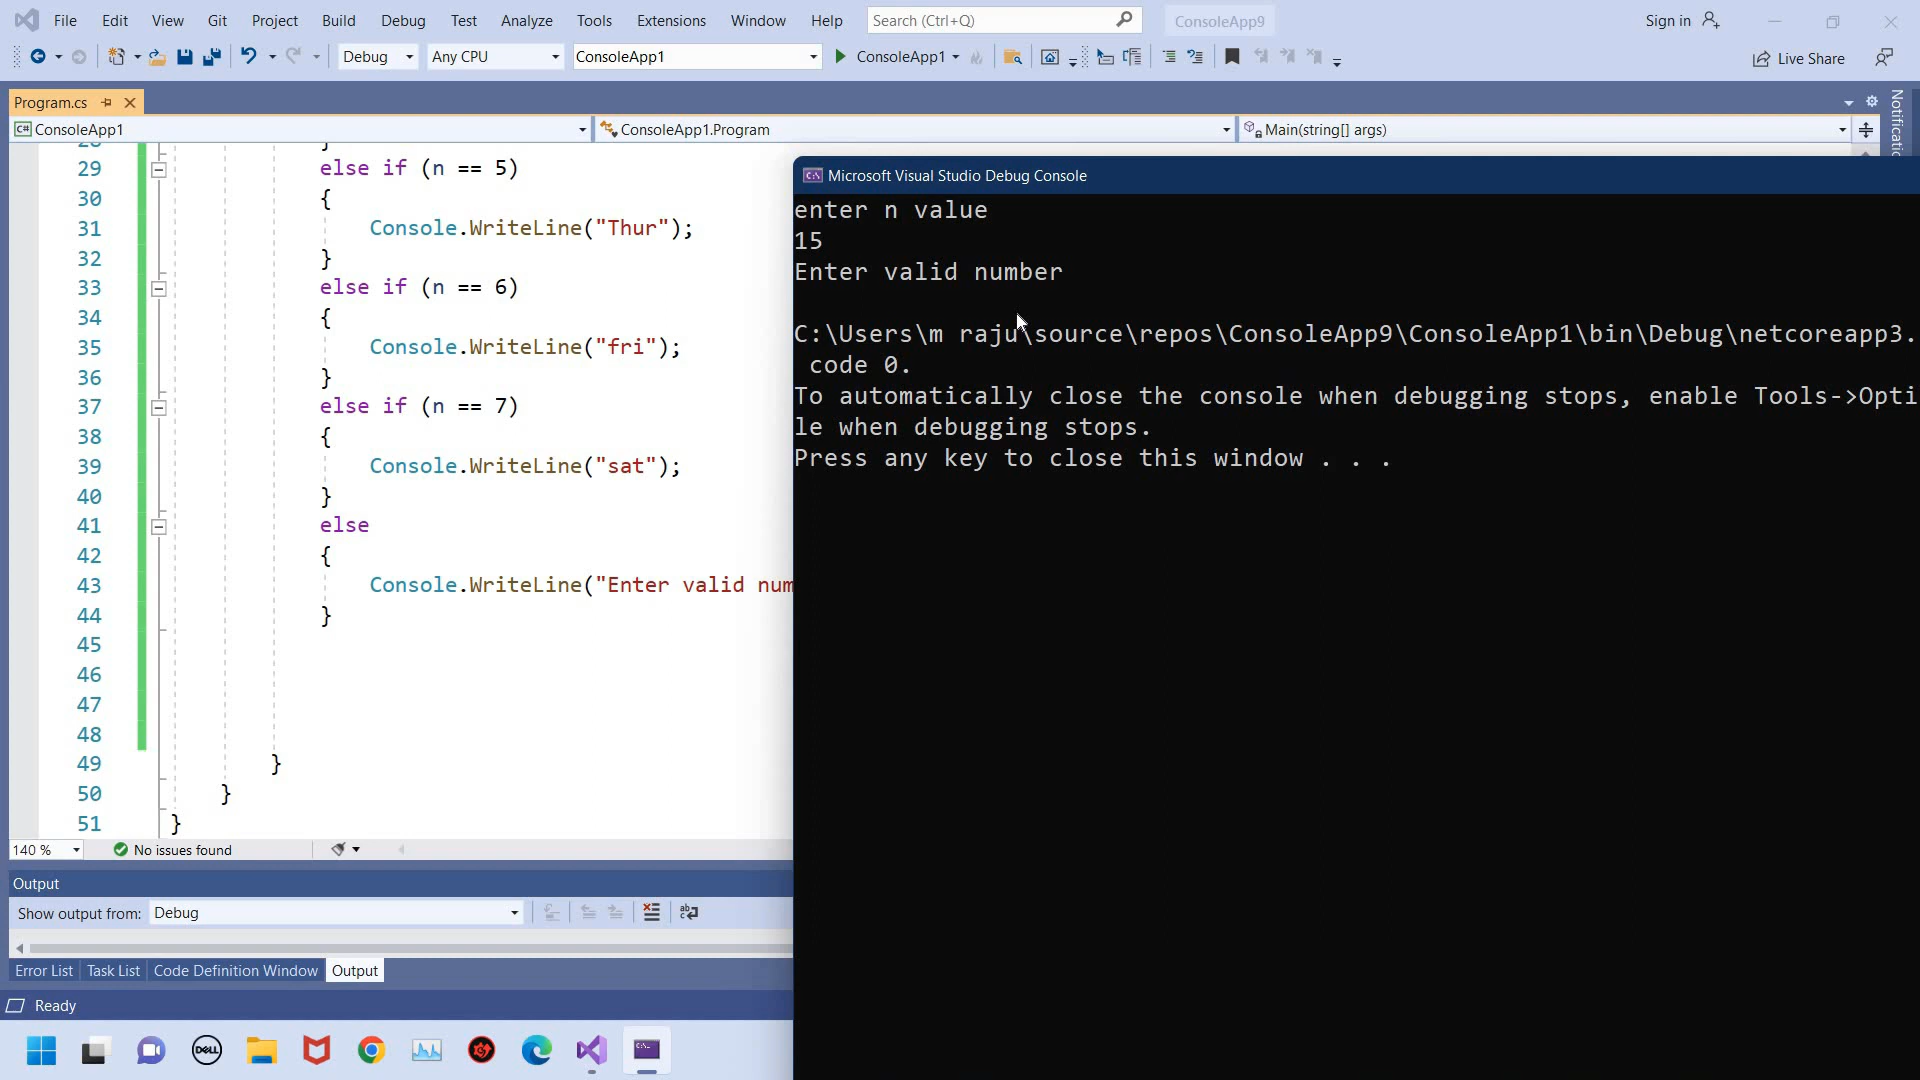 File Edit View Git Project Build Debug Test Analyze Tools Extensions Window Help Search (Ctrl+Q) ConsoleApp9 Sign in
Debug Any CPU ConsoleApp1 ConsoleApp1 Live Share
Program.cs
C# ConsoleApp1 ConsoleApp1.Program Main(string[] args)
29 else if (n == 5)
30 {
31 Console.WriteLine("Thur");
32 }
33 else if (n == 6)
34 {
35 Console.WriteLine("fri");
36 }
37 else if (n == 7)
38 {
39 Console.WriteLine("sat");
40 }
41 else
42 {
43 Console.WriteLine("Enter valid num
44 }
45
46
47
48
49 }
50 }
51 }
140 % No issues found
Output
Show output from: Debug
Error List Task List Code Definition Window Output
Ready
Microsoft Visual Studio Debug Console
enter n value
15
Enter valid number
C:\Users\m raju\source\repos\ConsoleApp9\ConsoleApp1\bin\Debug\netcoreapp3.
code 0.
To automatically close the console when debugging stops, enable Tools->Opti
le when debugging stops.
Press any key to close this window . . .
DELL